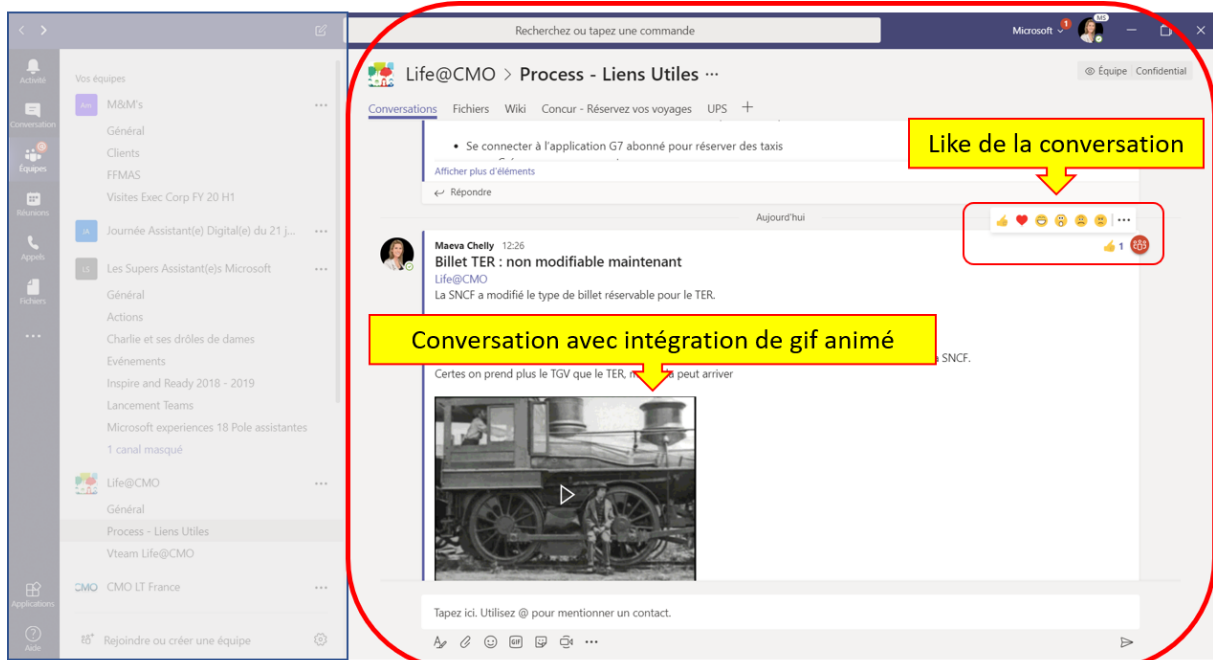 Recherchez ou tapez une commande
Microsoft
1
MS
Activité
Conversation
Équipes
Réunions
Appels
Fichiers
Applications
Aide
Vos équipes
Am M&M's
Général
Clients
FFMAS
Visites Exec Corp FY 20 H1
JA Journée Assistant(e) Digital(e) du 21 j...
LS Les Supers Assistant(e)s Microsoft
Général
Actions
Charlie et ses drôles de dames
Evénements
Inspire and Ready 2018 - 2019
Lancement Teams
Microsoft experiences 18 Pole assistantes
1 canal masqué
Life@CMO
Général
Process - Liens Utiles
Vteam Life@CMO
CMO CMO LT France
Rejoindre ou créer une équipe
Life@CMO > Process - Liens Utiles ...
Équipe Confidential
Conversations Fichiers Wiki Concur - Réservez vos voyages UPS +
• Se connecter à l'application G7 abonné pour réserver des taxis
Afficher plus d'éléments
Répondre
Like de la conversation
Aujourd'hui
1
Maeva Chelly 12:26
Billet TER : non modifiable maintenant
Life@CMO
La SNCF a modifié le type de billet réservable pour le TER.
Conversation avec intégration de gif animé
SNCF.
Certes on prend plus le TGV que le TER, peut arriver
Tapez ici. Utilisez @ pour mentionner un contact.
GIF